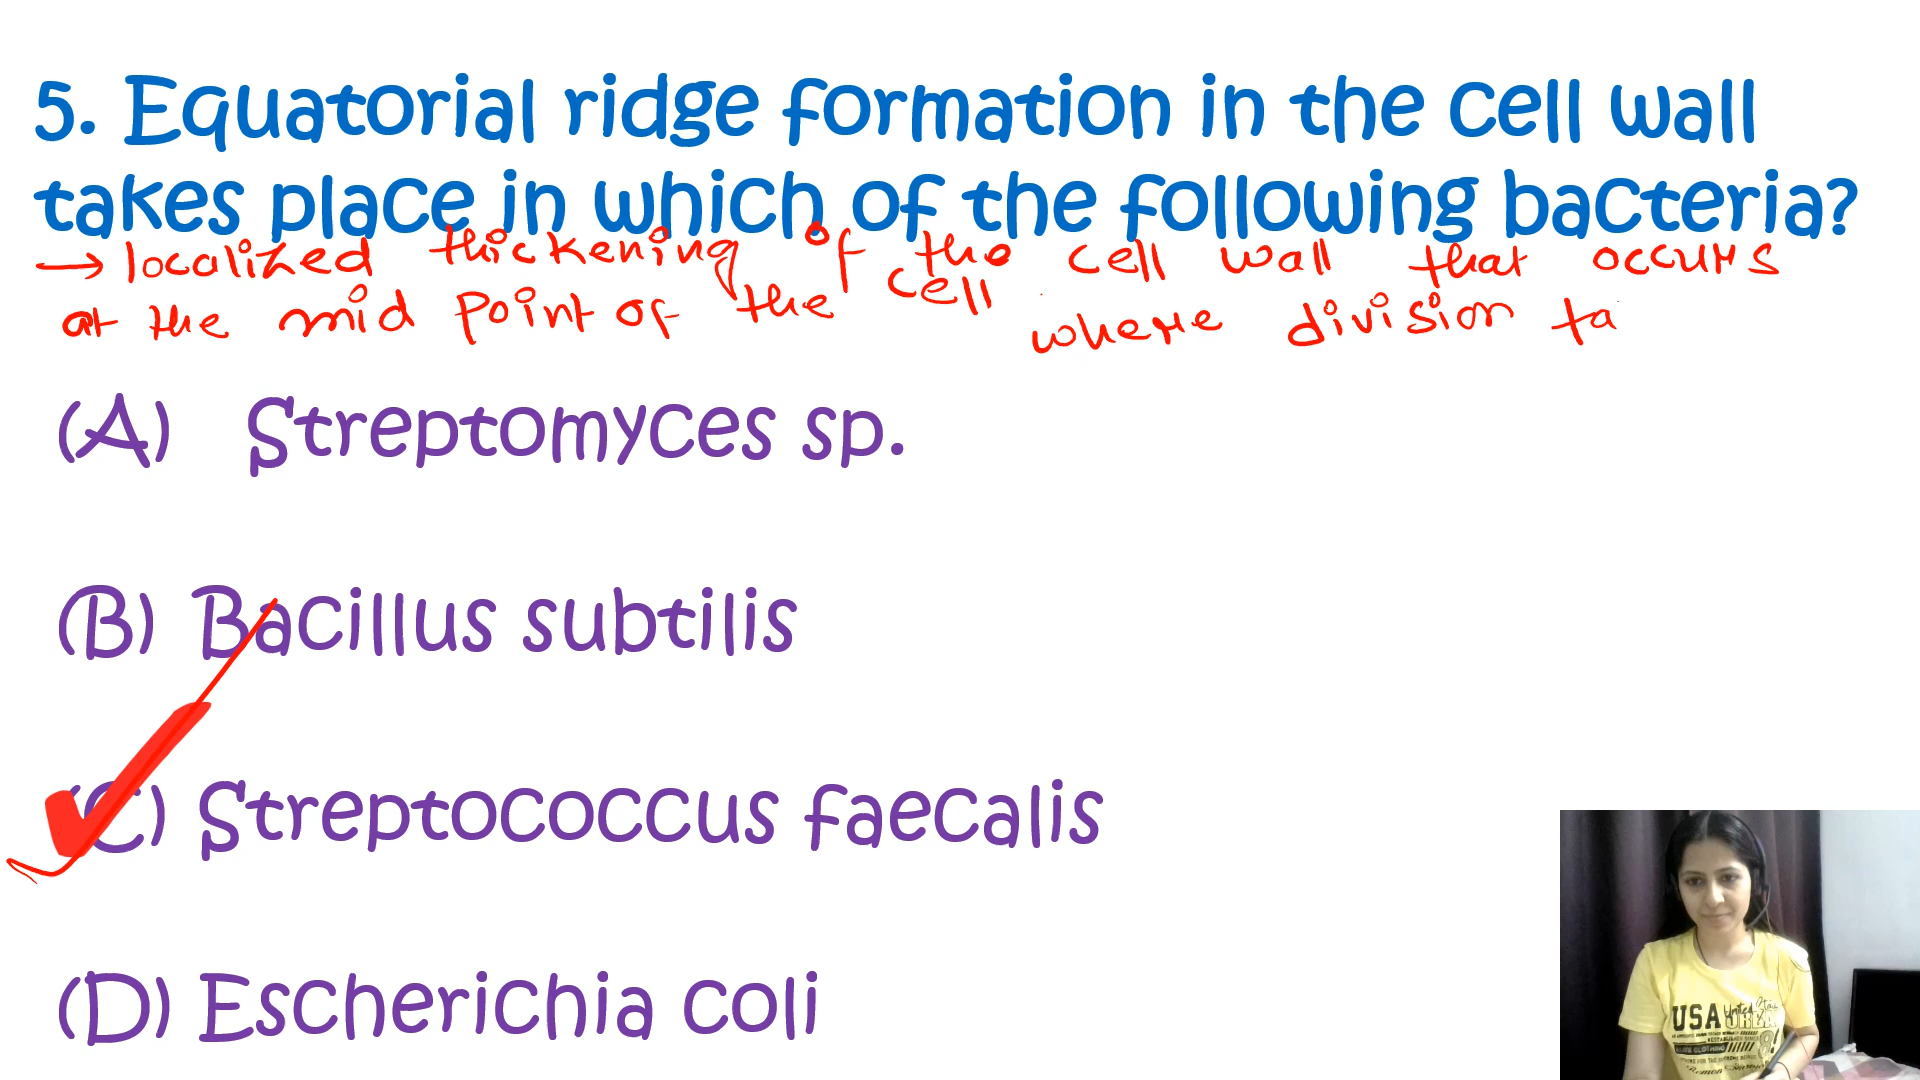 5. Equatorial ridge formation in the cell wall
takes place in which of the following bacteria?
→ localized thickening of the cell wall that occurs
at the mid point of the cell where division ta
(A) Streptomyces sp.
(B) Bacillus subtilis
(C) Streptococcus faecalis
(D) Escherichia coli
USA